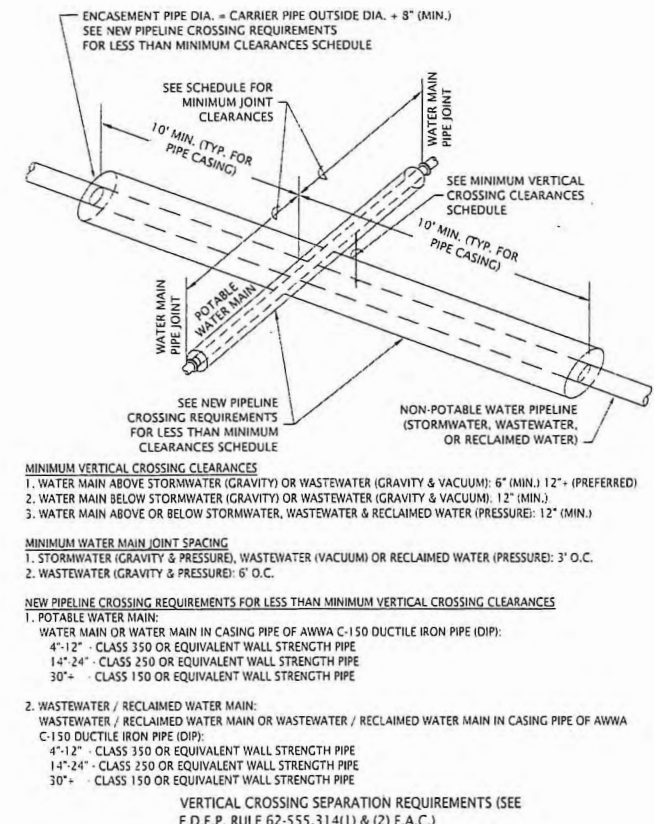 ENCASEMENT PIPE DIA. = CARRIER PIPE OUTSIDE DIA. + 8" (MIN.)
SEE NEW PIPELINE CROSSING REQUIREMENTS
FOR LESS THAN MINIMUM CLEARANCES SCHEDULE
SEE SCHEDULE FOR
MINIMUM JOINT
CLEARANCES
10' MIN. (TYP. FOR
PIPE CASING)
WATER MAIN
PIPE JOINT
SEE MINIMUM VERTICAL
CROSSING CLEARANCES
SCHEDULE
10' MIN. (TYP. FOR
PIPE CASING)
POTABLE
WATER MAIN
WATER MAIN
PIPE JOINT
SEE NEW PIPELINE
CROSSING REQUIREMENTS
FOR LESS THAN MINIMUM
CLEARANCES SCHEDULE
NON-POTABLE WATER PIPELINE
(STORMWATER, WASTEWATER,
OR RECLAIMED WATER)
MINIMUM VERTICAL CROSSING CLEARANCES
1. WATER MAIN ABOVE STORMWATER (GRAVITY) OR WASTEWATER (GRAVITY & VACUUM): 6" (MIN.) 12"+ (PREFERRED)
2. WATER MAIN BELOW STORMWATER (GRAVITY) OR WASTEWATER (GRAVITY & VACUUM): 12" (MIN.)
3. WATER MAIN ABOVE OR BELOW STORMWATER, WASTEWATER & RECLAIMED WATER (PRESSURE): 12" (MIN.)
MINIMUM WATER MAIN JOINT SPACING
1. STORMWATER (GRAVITY & PRESSURE), WASTEWATER (VACUUM) OR RECLAIMED WATER (PRESSURE): 3' O.C.
2. WASTEWATER (GRAVITY & PRESSURE): 6' O.C.
NEW PIPELINE CROSSING REQUIREMENTS FOR LESS THAN MINIMUM VERTICAL CROSSING CLEARANCES
1. POTABLE WATER MAIN:
WATER MAIN OR WATER MAIN IN CASING PIPE OF AWWA C-150 DUCTILE IRON PIPE (DIP):
4"-12" - CLASS 350 OR EQUIVALENT WALL STRENGTH PIPE
14"-24" - CLASS 250 OR EQUIVALENT WALL STRENGTH PIPE
30"+ - CLASS 150 OR EQUIVALENT WALL STRENGTH PIPE
2. WASTEWATER / RECLAIMED WATER MAIN:
WASTEWATER / RECLAIMED WATER MAIN OR WASTEWATER / RECLAIMED WATER MAIN IN CASING PIPE OF AWWA
C-150 DUCTILE IRON PIPE (DIP):
4"-12" - CLASS 350 OR EQUIVALENT WALL STRENGTH PIPE
14"-24" - CLASS 250 OR EQUIVALENT WALL STRENGTH PIPE
30"+ - CLASS 150 OR EQUIVALENT WALL STRENGTH PIPE
VERTICAL CROSSING SEPARATION REQUIREMENTS (SEE
F.D.E.P. RULE 62-555.314(1) & (2) F.A.C.)